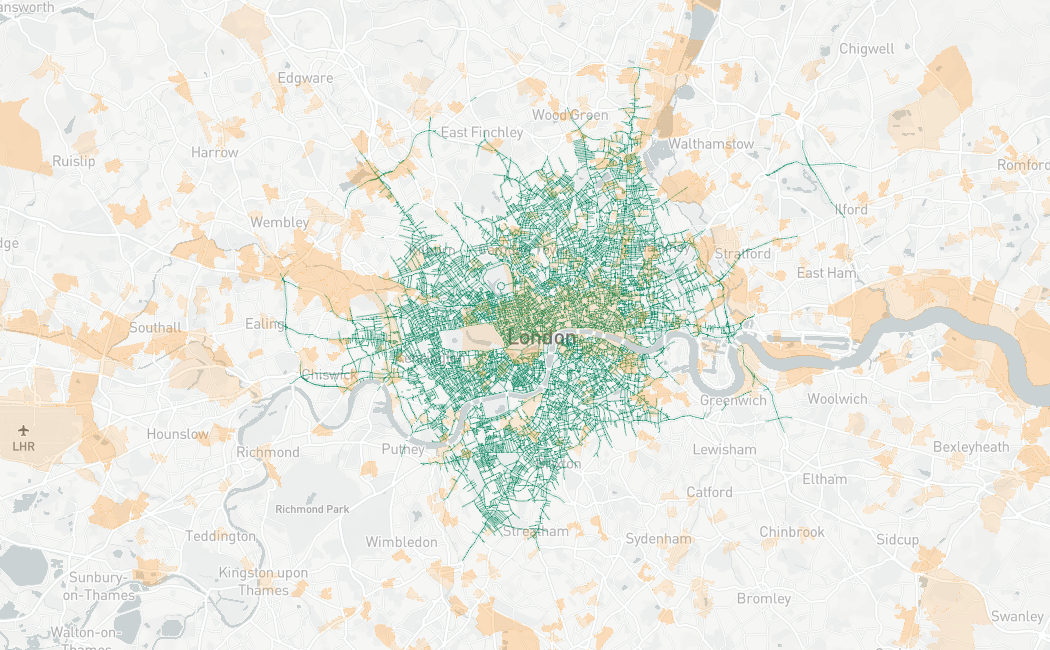 answorth
Chigwell
Edgware
Wood Green
East Finchley
Walthamstow
Harrow
Ruislip
Romford
Ilford
Wembley
dge
Stratford
East Ham
Southall
Ealing
London
Chiswick
Greenwich
Woolwich
LHR
Hounslow
Richmond
Putney
Lewisham
Bexleyheath
Catford
Eltham
Richmond Park
Teddington
Wimbledon
Streatham
Sydenham
Chinbrook
Sidcup
Sunbury-
on-Thames
Kingston upon
Thames
Bromley
Swanley
Walton-on-
Thames